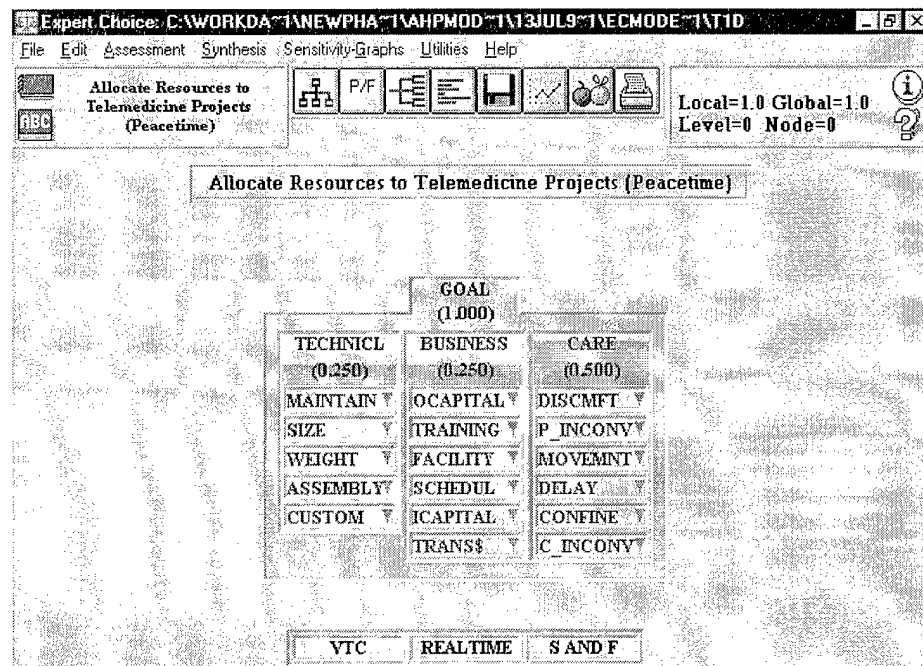 Expert Choice: C:\WORKDA~1\NEWPHA~1\AHPMOD~1\13JUL9~1\ECMODE~1\T1D
File Edit Assessment Synthesis Sensitivity-Graphs Utilities Help
Allocate Resources to
Telemedicine Projects
(Peacetime)
ABC
P/F
Local=1.0 Global=1.0
Level=0 Node=0
Allocate Resources to Telemedicine Projects (Peacetime)
GOAL
(1.000)
TECHNICL BUSINESS CARE
(0.250) (0.250) (0.500)
MAINTAIN OCAPITAL DISCMFT
SIZE TRAINING P_INCONV
WEIGHT FACILITY MOVEMNT
ASSEMBLY SCHEDUL DELAY
CUSTOM ICAPITAL CONFINE
TRANS$ C_INCONV
VTC REALTIME S AND F